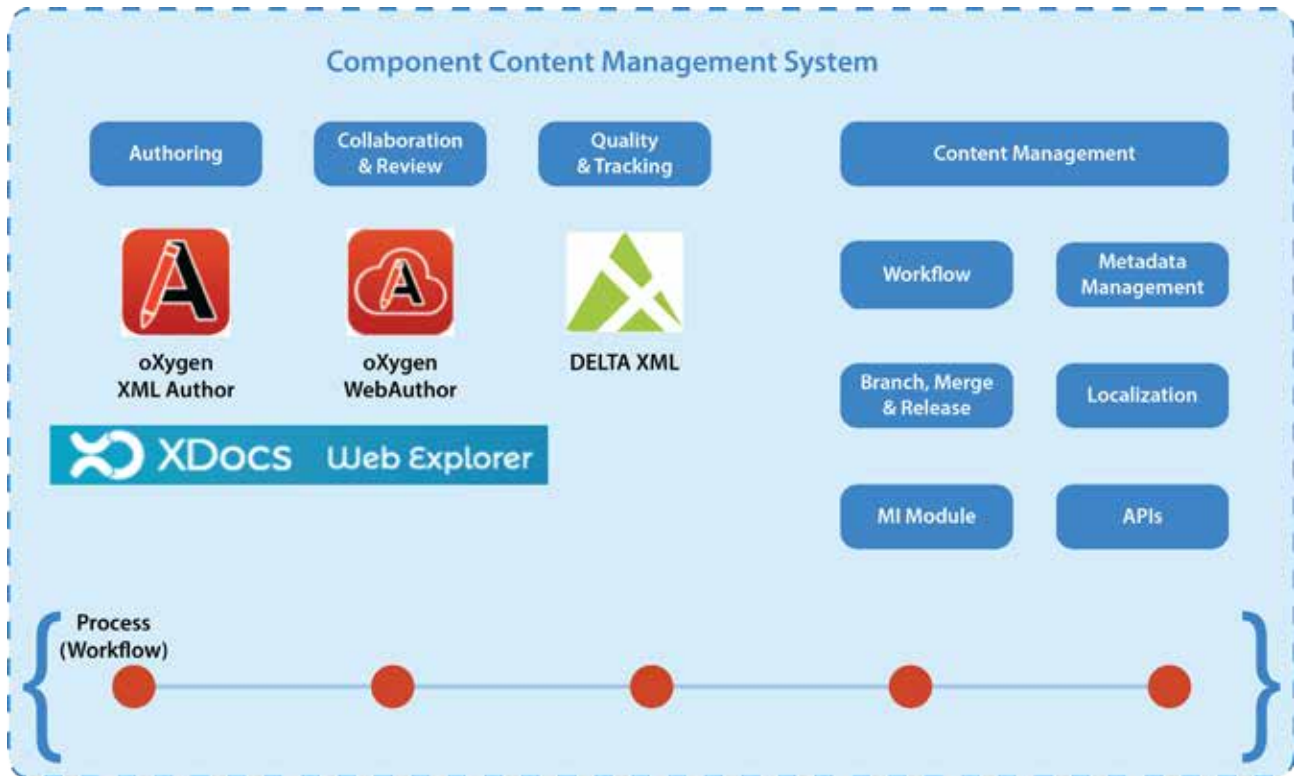 Component Content Management System
Authoring
Collaboration
& Review
Quality
& Tracking
Content Management
oXygen
XML Author
oXygen
WebAuthor
DELTA XML
XDocs Web Explorer
Workflow
Metadata
Management
Branch, Merge
& Release
Localization
MI Module
APIs
Process
(Workflow)